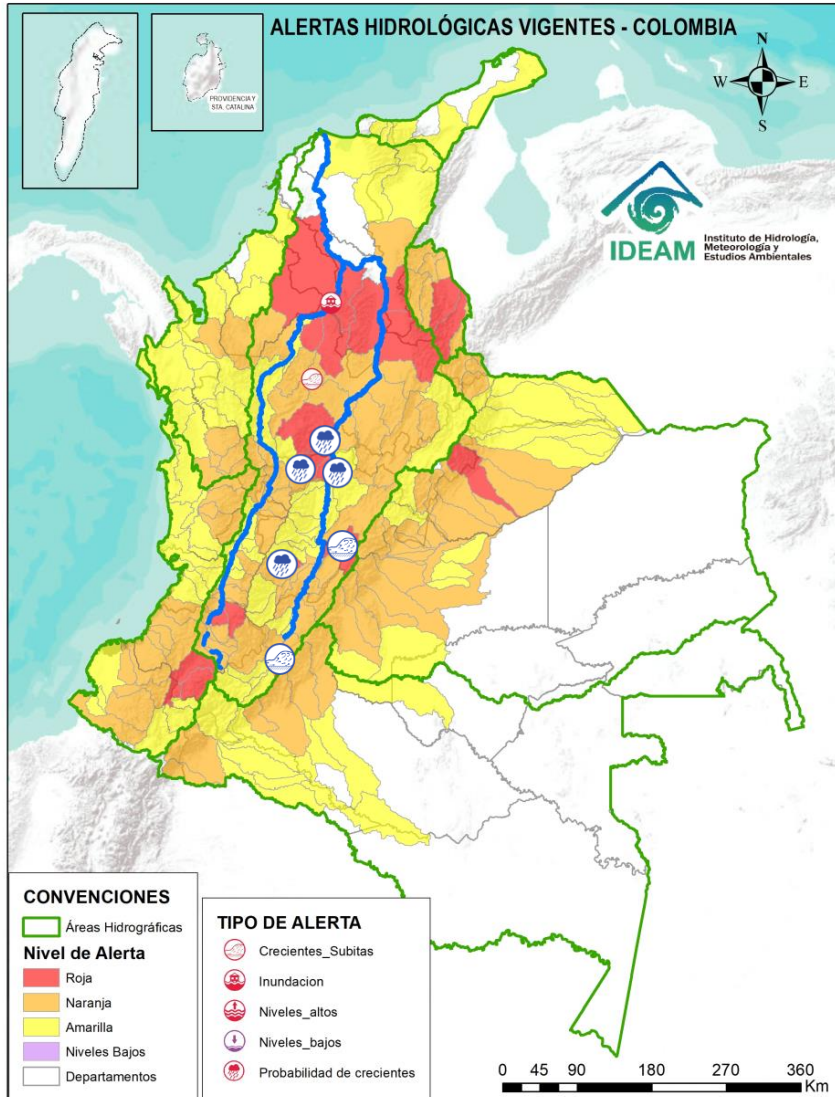 ALERTAS HIDROLÓGICAS VIGENTES - COLOMBIA
PROVIDENCIA Y
STA. CATALINA
N
W
E
S
IDEAM
Instituto de Hidrología,
Meteorología y
Estudios Ambientales
CONVENCIONES
Áreas Hidrográficas
Nivel de Alerta
Roja
Naranja
Amarilla
Niveles Bajos
Departamentos
TIPO DE ALERTA
Crecientes_Subitas
Inundacion
Niveles_altos
Niveles_bajos
Probabilidad de crecientes
0 45 90 180 270 360
Km